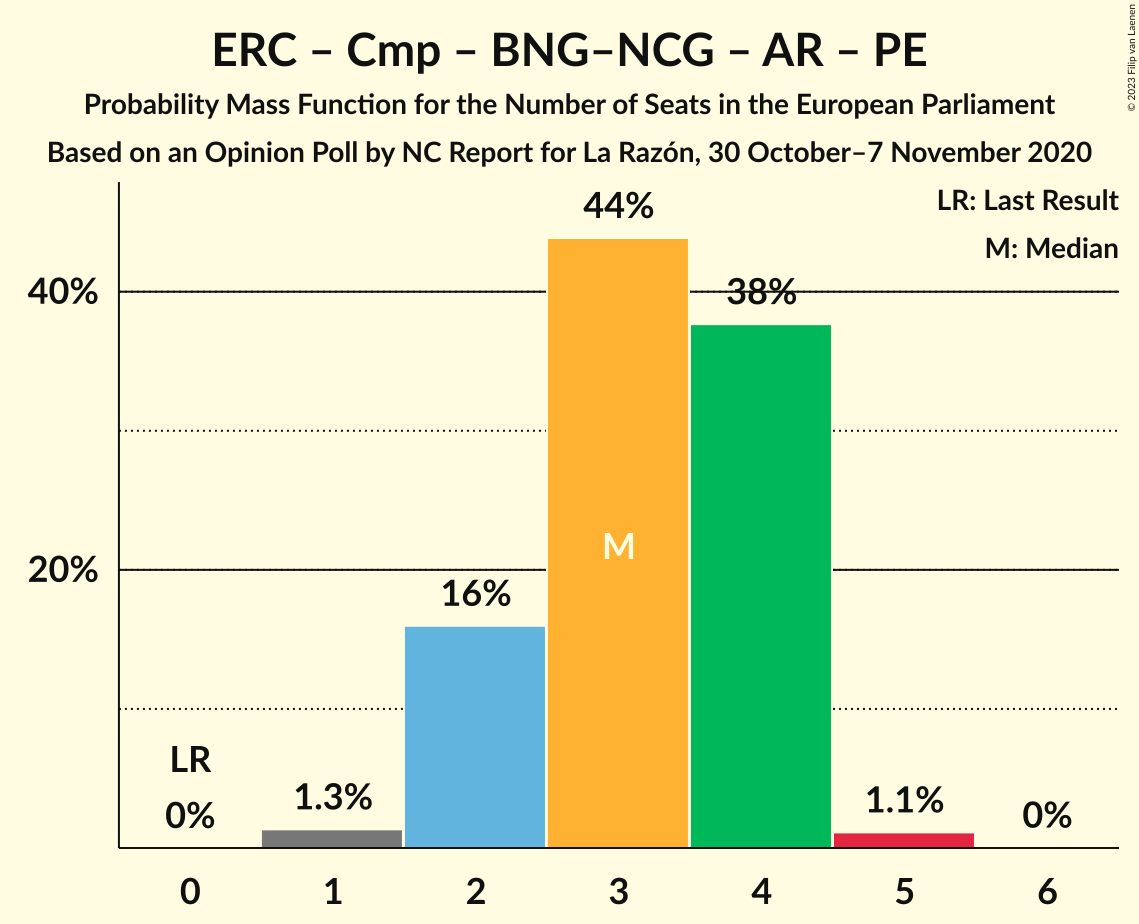 ERC – Cmp – BNG–NCG – AR – PE
Probability Mass Function for the Number of Seats in the European Parliament
Based on an Opinion Poll by NC Report for La Razón, 30 October–7 November 2020
© 2023 Filip van Laenen
LR: Last Result
M: Median
44%
40%
38%
M
20%
16%
LR
0%
1.3%
1.1%
0%
0 1 2 3 4 5 6